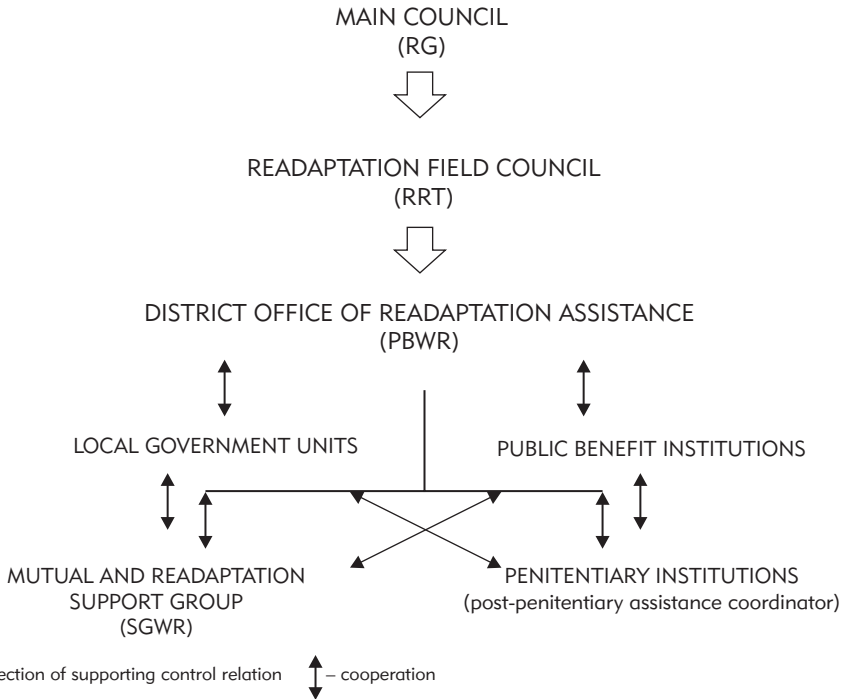 MAIN COUNCIL
(RG)
READAPTATION FIELD COUNCIL
(RRT)
DISTRICT OFFICE OF READAPTATION ASSISTANCE
(PBWR)
LOCAL GOVERNMENT UNITS
PUBLIC BENEFIT INSTITUTIONS
MUTUAL AND READAPTATION
SUPPORT GROUP
(SGWR)
PENITENTIARY INSTITUTIONS
(post-penitentiary assistance coordinator)
of supporting control relation – cooperation